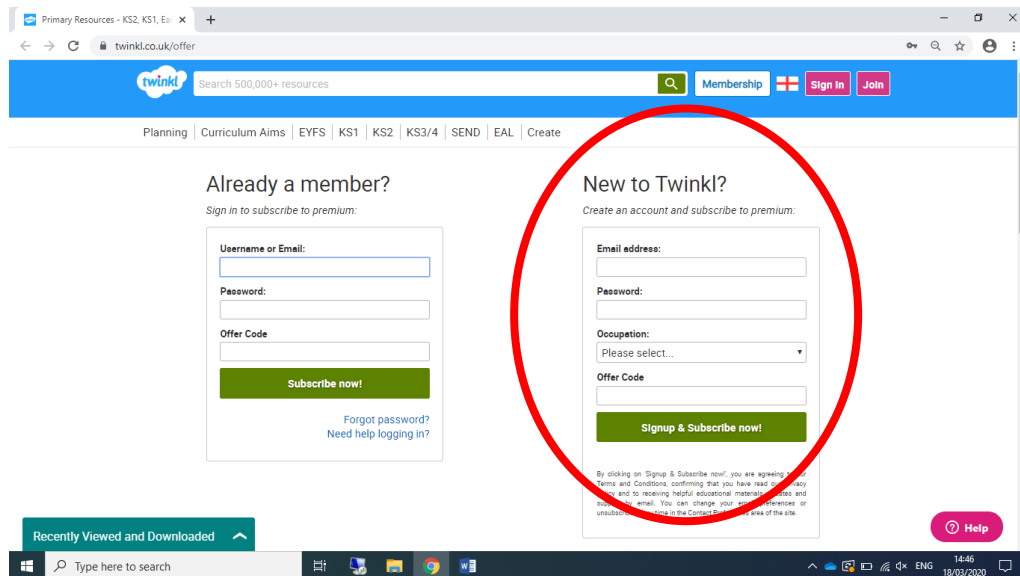 Primary Resources - KS2, KS1, Ea
twinkl.co.uk/offer
twinkl
Search 500,000+ resources
Membership
Sign In
Join
Planning
Curriculum Aims
EYFS
KS1
KS2
KS3/4
SEND
EAL
Create
Already a member?
Sign in to subscribe to premium:
Username or Email:
Password:
Offer Code
Subscribe now!
Forgot password?
Need help logging in?
New to Twinkl?
Create an account and subscribe to premium:
Email address:
Password:
Occupation:
Please select...
Offer Code
Signup & Subscribe now!
By clicking on 'Signup & Subscribe now!', you are agreeing
Terms and Conditions, confirming that you have read
and to receiving helpful educational materials
by email. You can change your
time in the Contact area of the site.
Help
Recently Viewed and Downloaded
Type here to search
ENG
14:46
18/03/2020